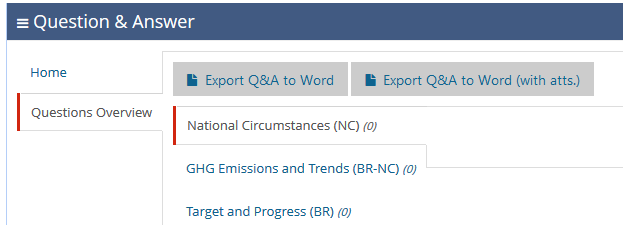 Question & Answer
Home
Questions Overview
Export Q&A to Word
Export Q&A to Word (with atts.)
National Circumstances (NC) (0)
GHG Emissions and Trends (BR-NC) (0)
Target and Progress (BR) (0)